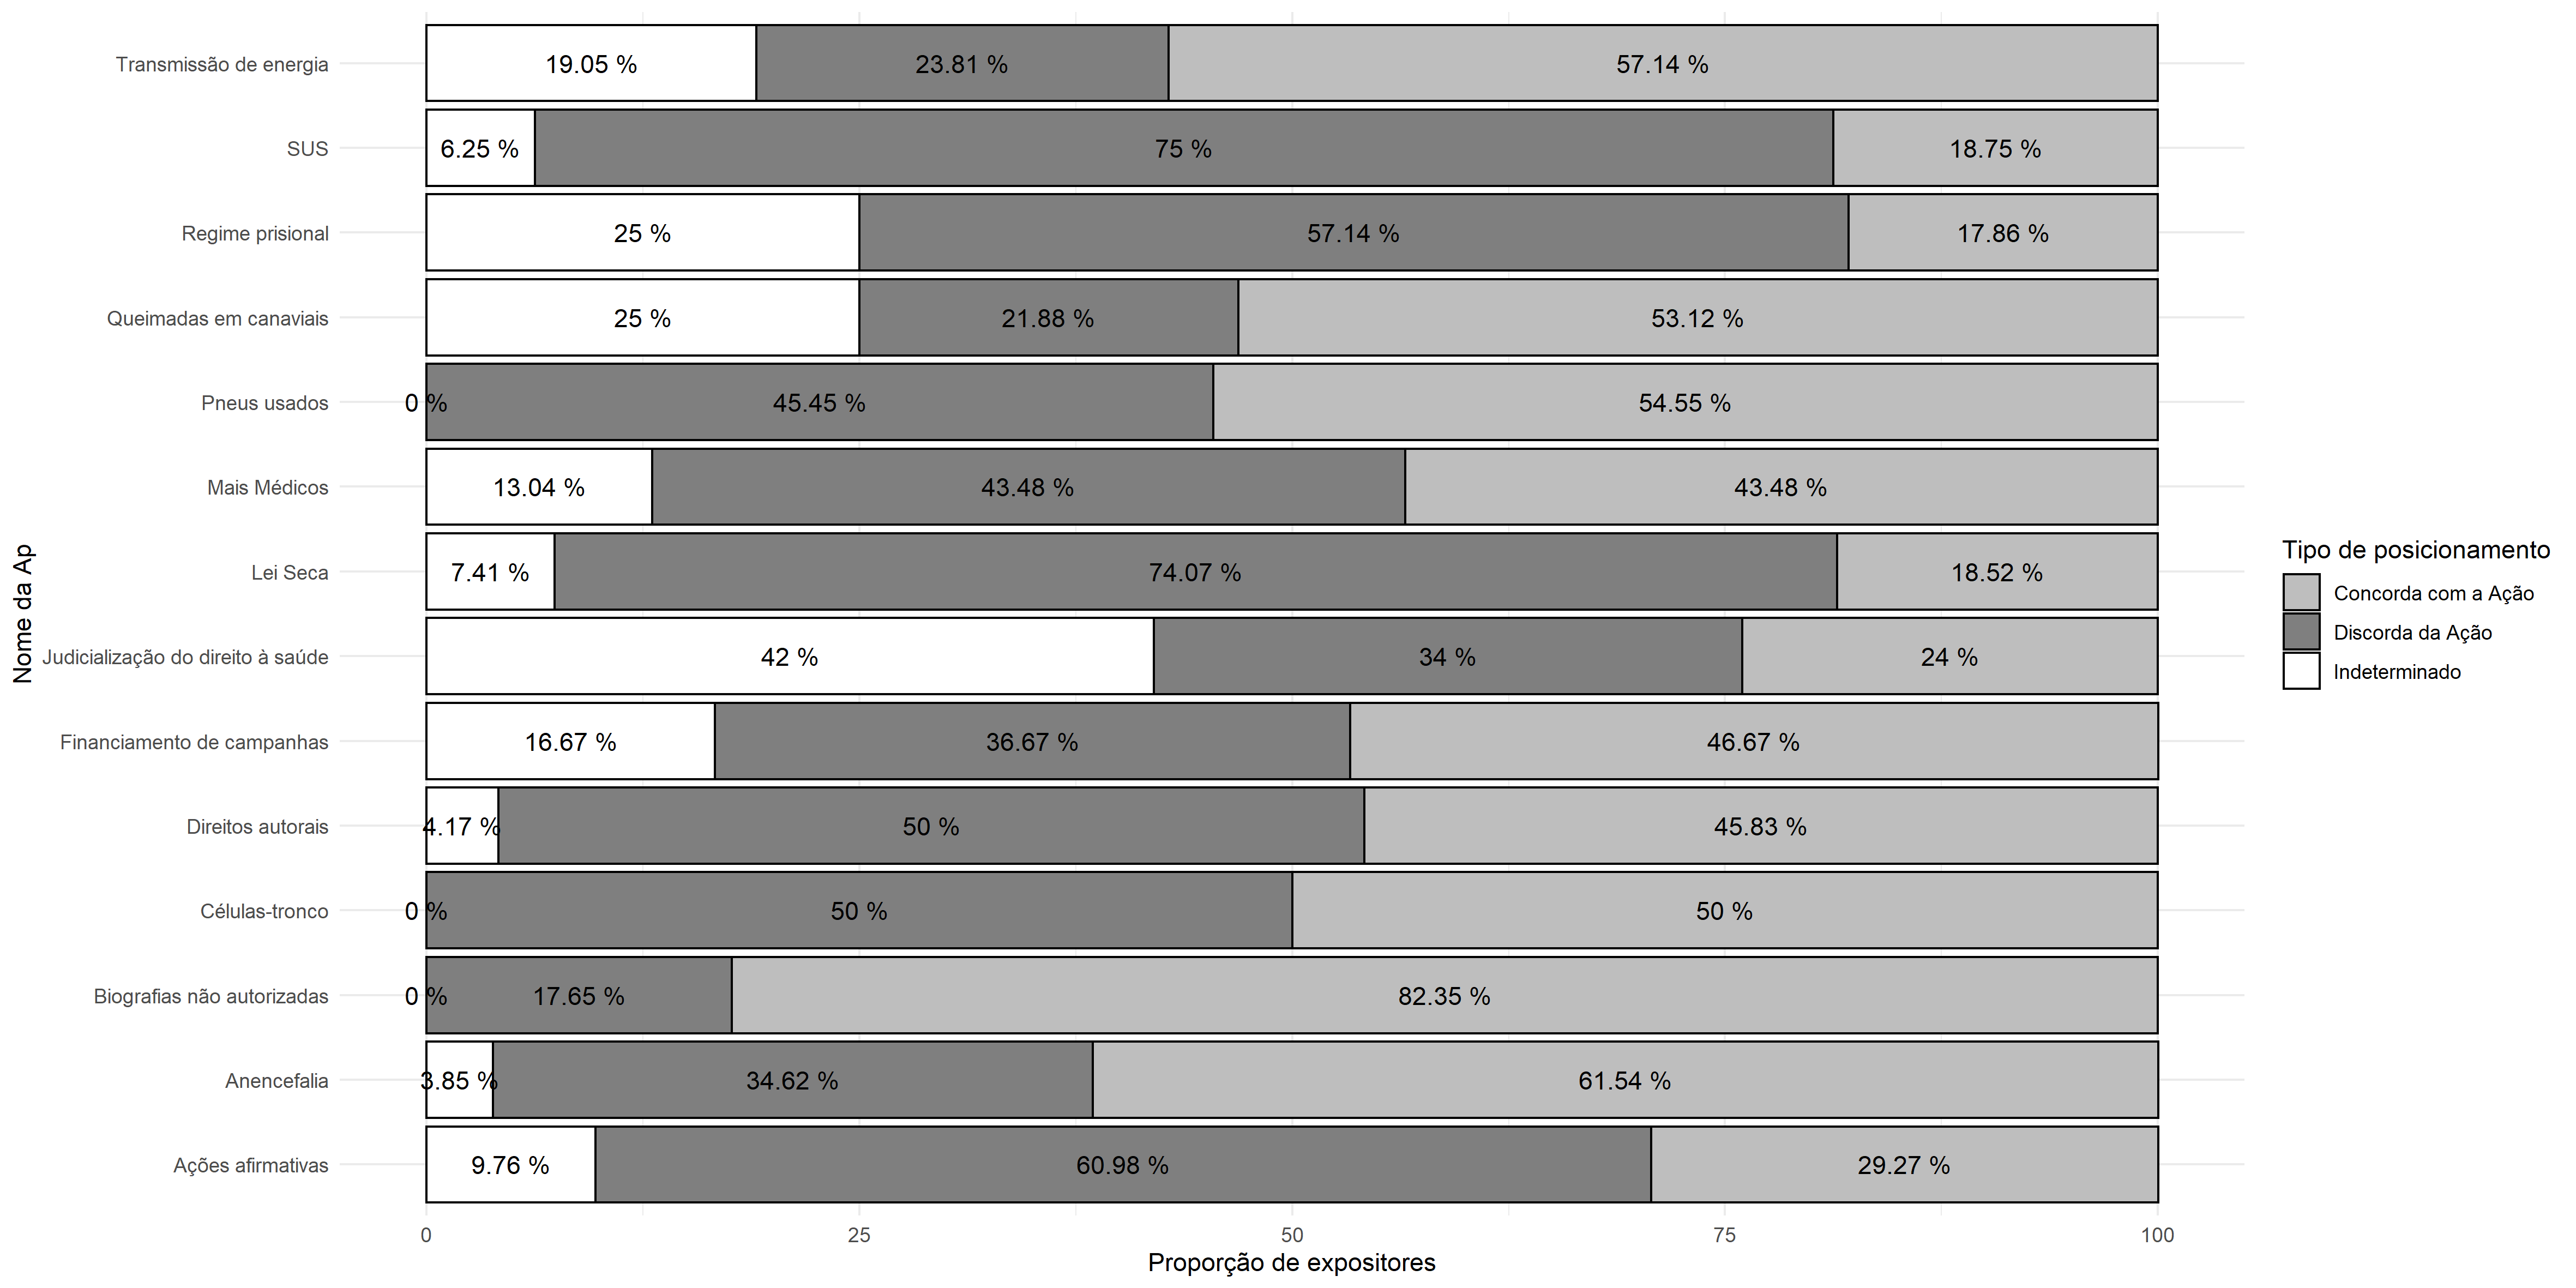 Transmissão de energia 19.05 % 23.81 % 57.14 %
SUS 6.25 % 75 % 18.75 %
Regime prisional 25 % 57.14 % 17.86 %
Queimadas em canaviais 25 % 21.88 % 53.12 %
Pneus usados 0 % 45.45 % 54.55 %
Mais Médicos 13.04 % 43.48 % 43.48 %
Lei Seca 7.41 % 74.07 % 18.52 %
Judicialização do direito à saúde 42 % 34 % 24 %
Financiamento de campanhas 16.67 % 36.67 % 46.67 %
Direitos autorais 4.17 % 50 % 45.83 %
Células-tronco 0 % 50 % 50 %
Biografias não autorizadas 0 % 17.65 % 82.35 %
Anencefalia 3.85 % 34.62 % 61.54 %
Ações afirmativas 9.76 % 60.98 % 29.27 %
0 25 50 75 100
Proporção de expositores
Nome da Ap
Tipo de posicionamento
Concorda com a Ação
Discorda da Ação
Indeterminado